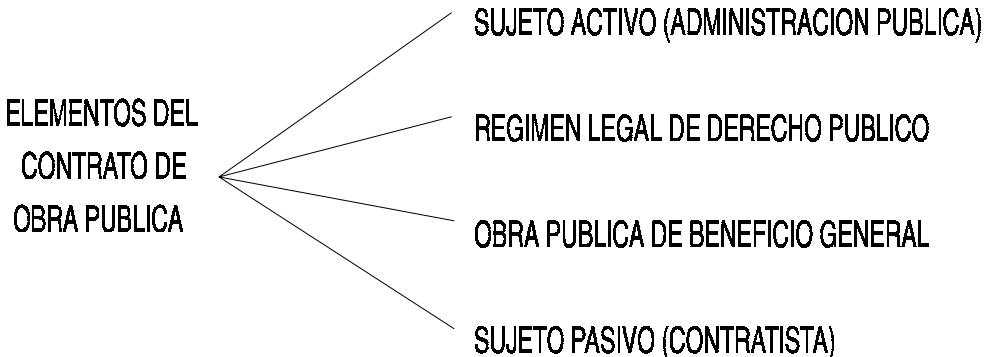 ELEMENTOS DEL
CONTRATO DE
OBRA PUBLICA
SUJETO ACTIVO (ADMINISTRACION PUBLICA)
REGIMEN LEGAL DE DERECHO PUBLICO
OBRA PUBLICA DE BENEFICIO GENERAL
SUJETO PASIVO (CONTRATISTA)